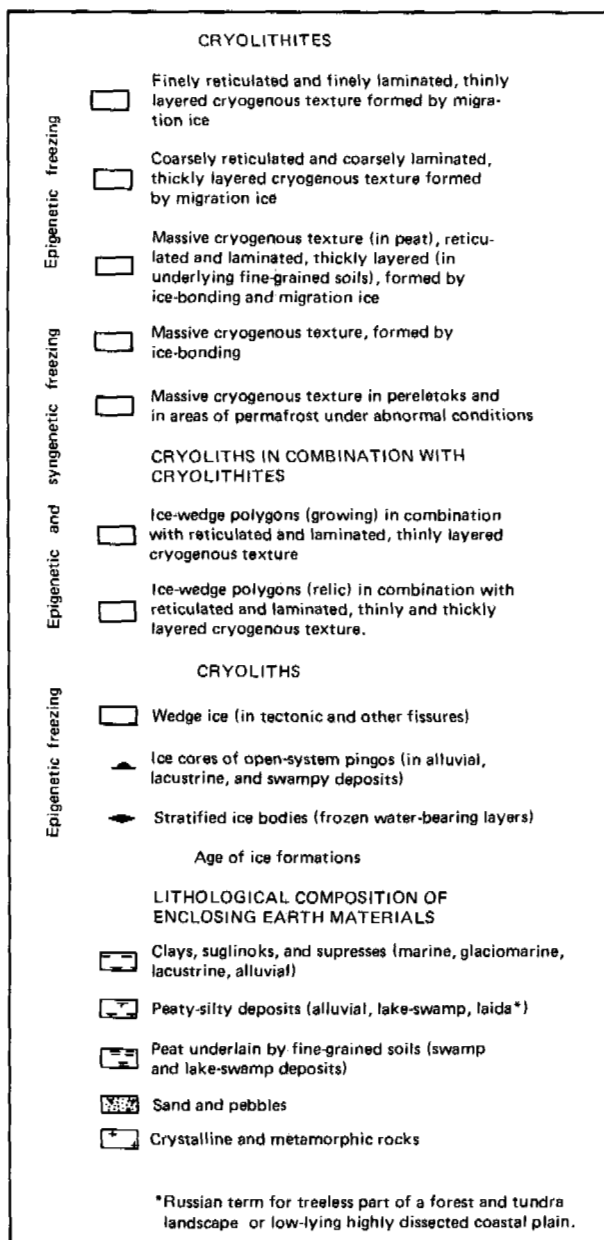 CRYOLITHITES
Epigenetic freezing
Finely reticulated and finely laminated, thinly
layered cryogenous texture formed by migra-
tion ice
Coarsely reticulated and coarsely laminated,
thickly layered cryogenous texture formed
by migration ice
Massive cryogenous texture (in peat), reticu-
lated and laminated, thickly layered (in
underlying fine-grained soils), formed by
ice-bonding and migration ice
Epigenetic and syngenetic freezing
Massive cryogenous texture, formed by
ice-bonding
Massive cryogenous texture in pereletoks and
in areas of permafrost under abnormal conditions
CRYOLITHS IN COMBINATION WITH
CRYOLITHITES
Ice-wedge polygons (growing) in combination
with reticulated and laminated, thinly layered
cryogenous texture
Ice-wedge polygons (relic) in combination with
reticulated and laminated, thinly and thickly
layered cryogenous texture.
CRYOLITHS
Epigenetic freezing
Wedge ice (in tectonic and other fissures)
Ice cores of open-system pingos (in alluvial,
lacustrine, and swampy deposits)
Stratified ice bodies (frozen water-bearing layers)
Age of ice formations
LITHOLOGICAL COMPOSITION OF
ENCLOSING EARTH MATERIALS
Clays, suglinoks, and supresses (marine, glaciomarine,
lacustrine, alluvial)
Peaty-silty deposits (alluvial, lake-swamp, laida*)
Peat underlain by fine-grained soils (swamp
and lake-swamp deposits)
Sand and pebbles
Crystalline and metamorphic rocks
*Russian term for treeless part of a forest and tundra
landscape or low-lying highly dissected coastal plain.